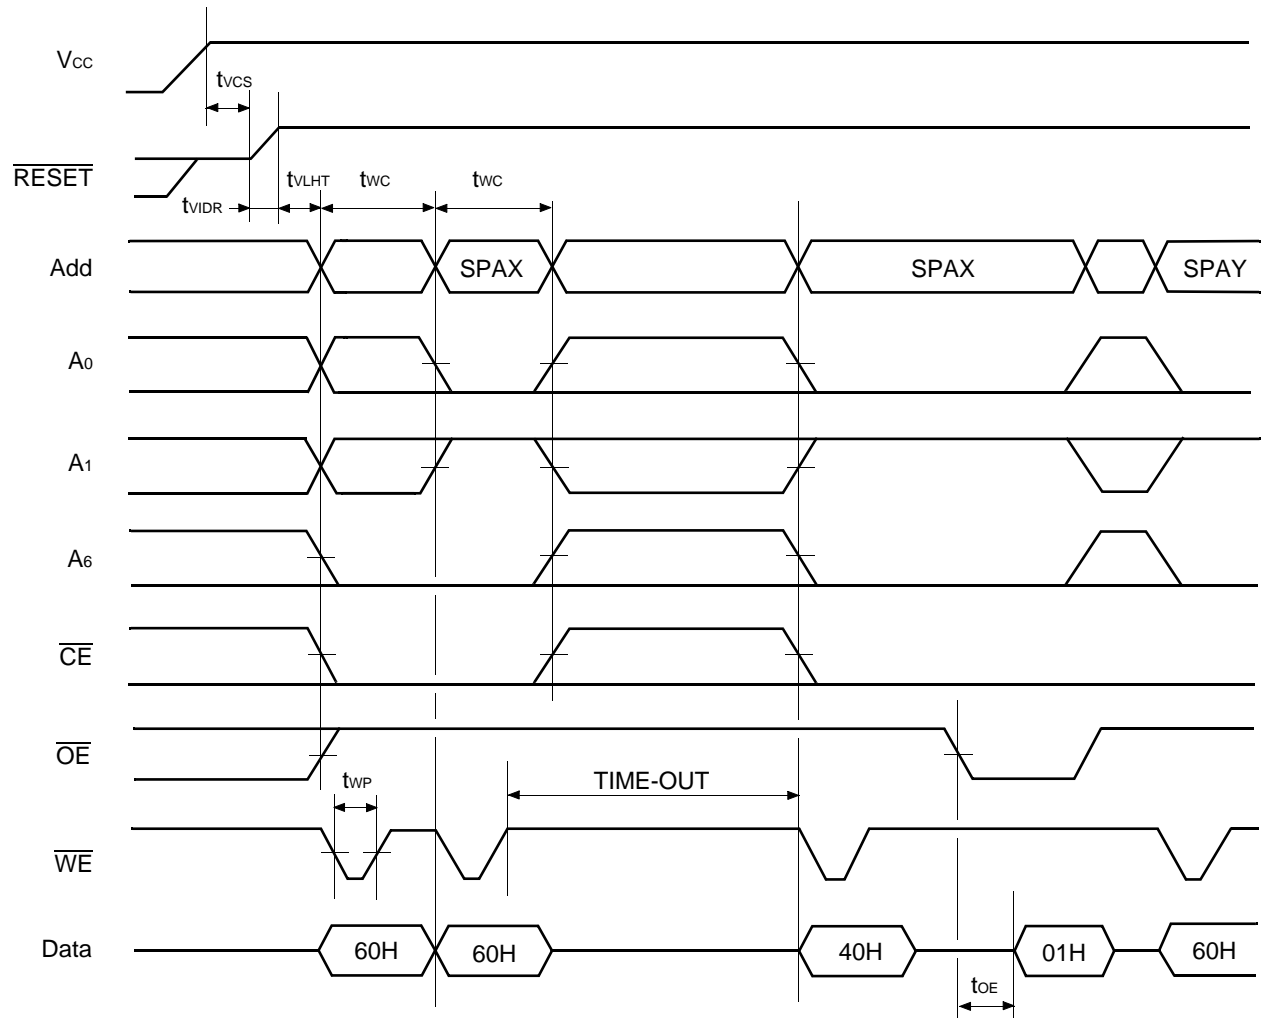 VCC
tVCS
RESET
tVLHT tWC tWC
tVIDR
Add SPAX SPAX SPAY
A0
A1
A6
CE
OE
tWP TIME-OUT
WE
Data 60H 60H 40H 01H 60H
tOE